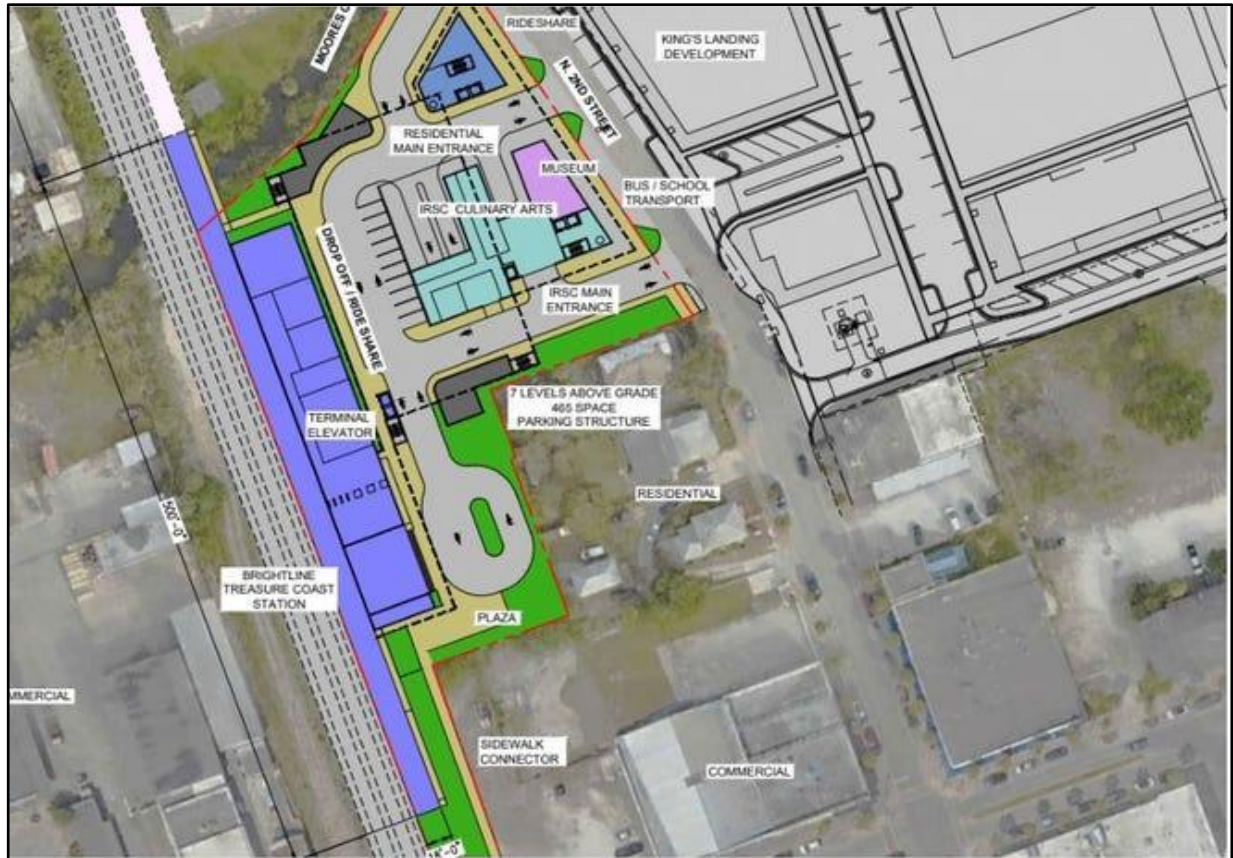 RIDESHARE
KING'S LANDING
DEVELOPMENT
MOORES
N. 2ND STREET
RESIDENTIAL
MAIN ENTRANCE
MUSEUM
BUS / SCHOOL
TRANSPORT
IRSC CULINARY ARTS
DROP OFF / RIDE SHARE
IRSC MAIN
ENTRANCE
7 LEVELS ABOVE GRADE
465 SPACE
PARKING STRUCTURE
TERMINAL
ELEVATOR
RESIDENTIAL
500'-0"
BRIGHTLINE
TREASURE COAST
STATION
PLAZA
MMERCIAL
SIDEWALK
CONNECTOR
COMMERCIAL